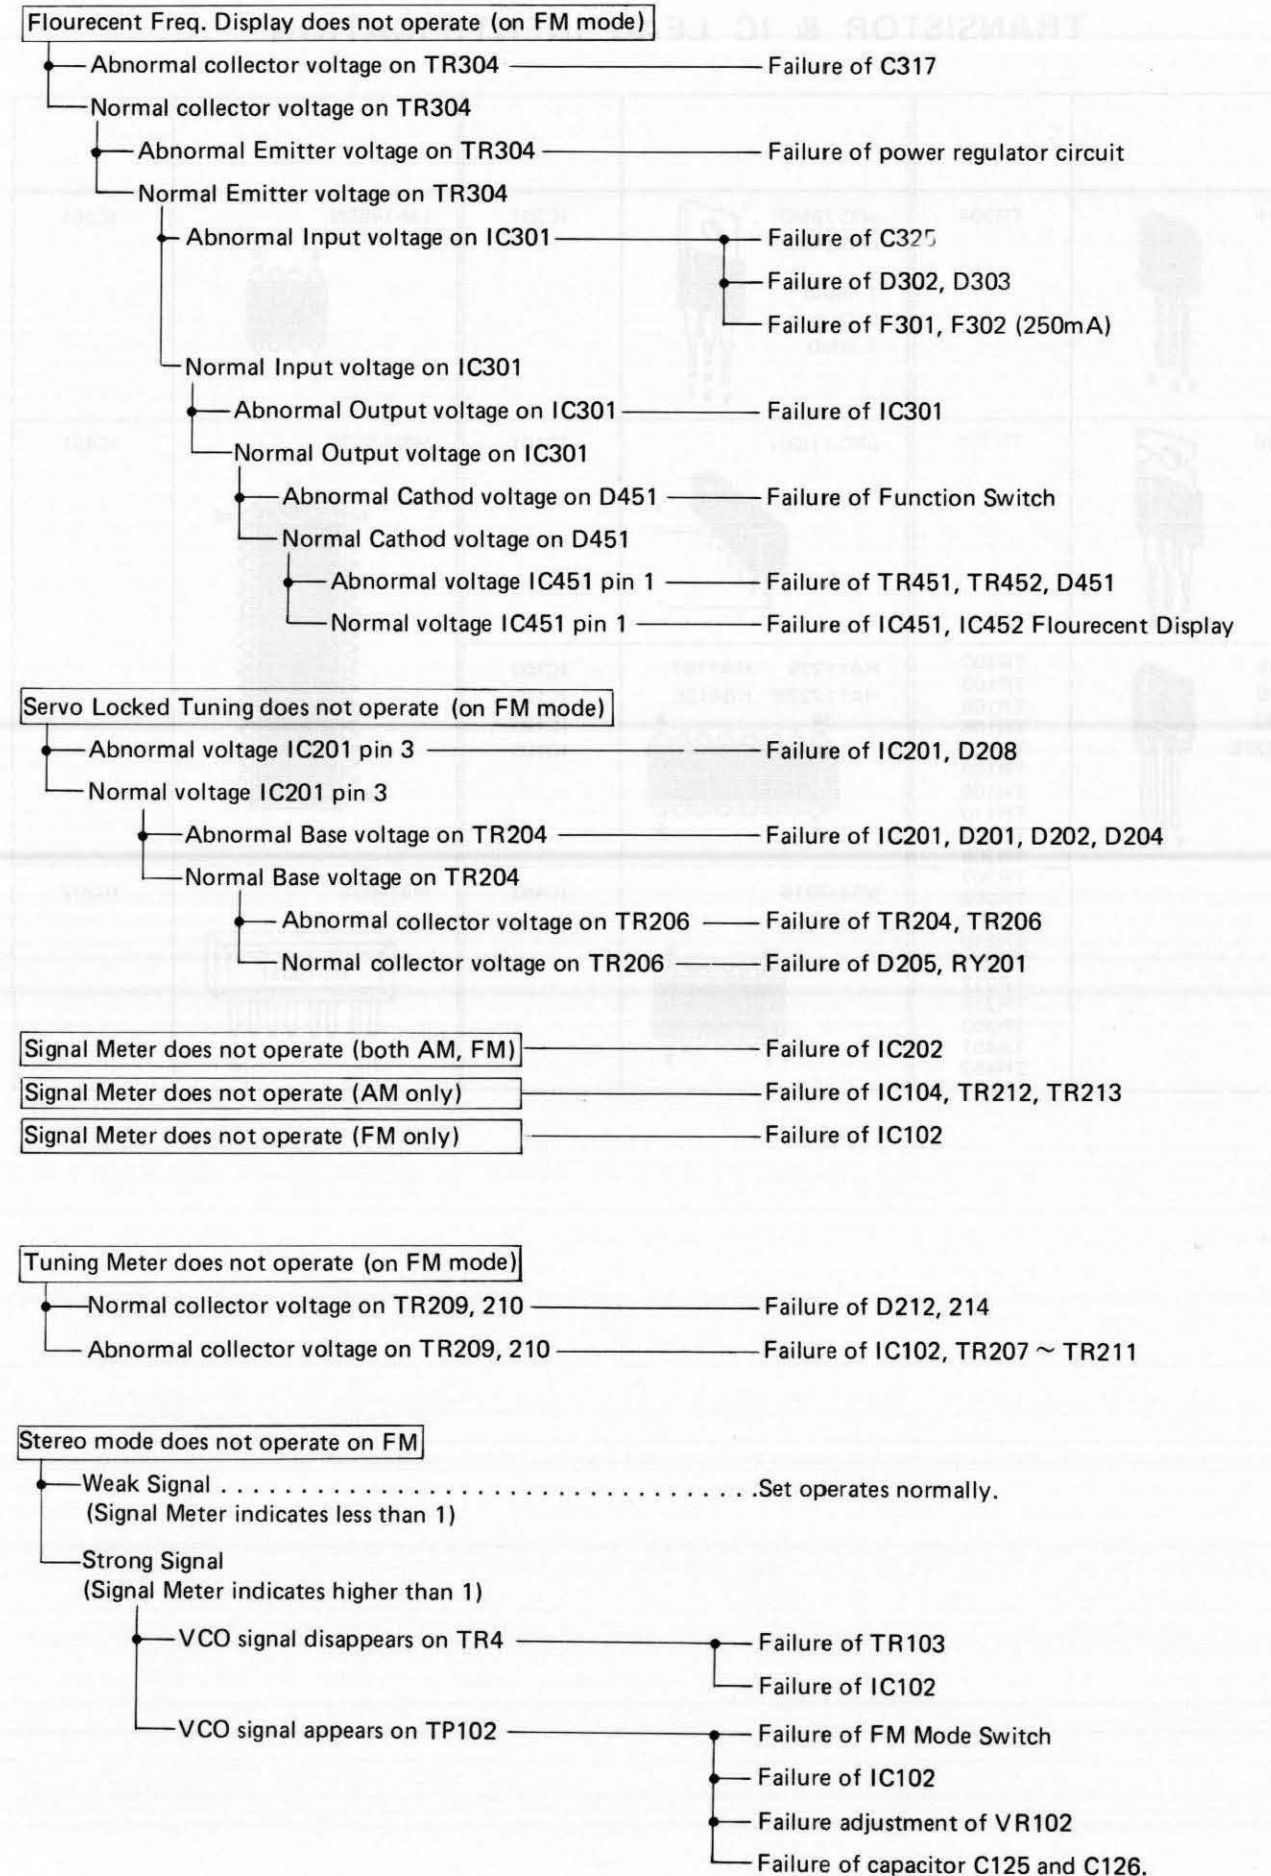 Flourecent Freq. Display does not operate (on FM mode)
Abnormal collector voltage on TR304 Failure of C317
Normal collector voltage on TR304
Abnormal Emitter voltage on TR304 Failure of power regulator circuit
Normal Emitter voltage on TR304
Abnormal Input voltage on IC301 Failure of C325
Failure of D302, D303
Failure of F301, F302 (250mA)
Normal Input voltage on IC301
Abnormal Output voltage on IC301 Failure of IC301
Normal Output voltage on IC301
Abnormal Cathod voltage on D451 Failure of Function Switch
Normal Cathod voltage on D451
Abnormal voltage IC451 pin 1 Failure of TR451, TR452, D451
Normal voltage IC451 pin 1 Failure of IC451, IC452 Flourecent Display
Servo Locked Tuning does not operate (on FM mode)
Abnormal voltage IC201 pin 3 Failure of IC201, D208
Normal voltage IC201 pin 3
Abnormal Base voltage on TR204 Failure of IC201, D201, D202, D204
Normal Base voltage on TR204
Abnormal collector voltage on TR206 Failure of TR204, TR206
Normal collector voltage on TR206 Failure of D205, RY201
Signal Meter does not operate (both AM, FM) Failure of IC202
Signal Meter does not operate (AM only) Failure of IC104, TR212, TR213
Signal Meter does not operate (FM only) Failure of IC102
Tuning Meter does not operate (on FM mode)
Normal collector voltage on TR209, 210 Failure of D212, 214
Abnormal collector voltage on TR209, 210 Failure of IC102, TR207 ~ TR211
Stereo mode does not operate on FM
Weak Signal . . . . . . . . . . . . . . . . . . . . . . . . . . . . . . . . . . Set operates normally.
(Signal Meter indicates less than 1)
Strong Signal
(Signal Meter indicates higher than 1)
VCO signal disappears on TR4 Failure of TR103
Failure of IC102
VCO signal appears on TP102 Failure of FM Mode Switch
Failure of IC102
Failure adjustment of VR102
Failure of capacitor C125 and C126.